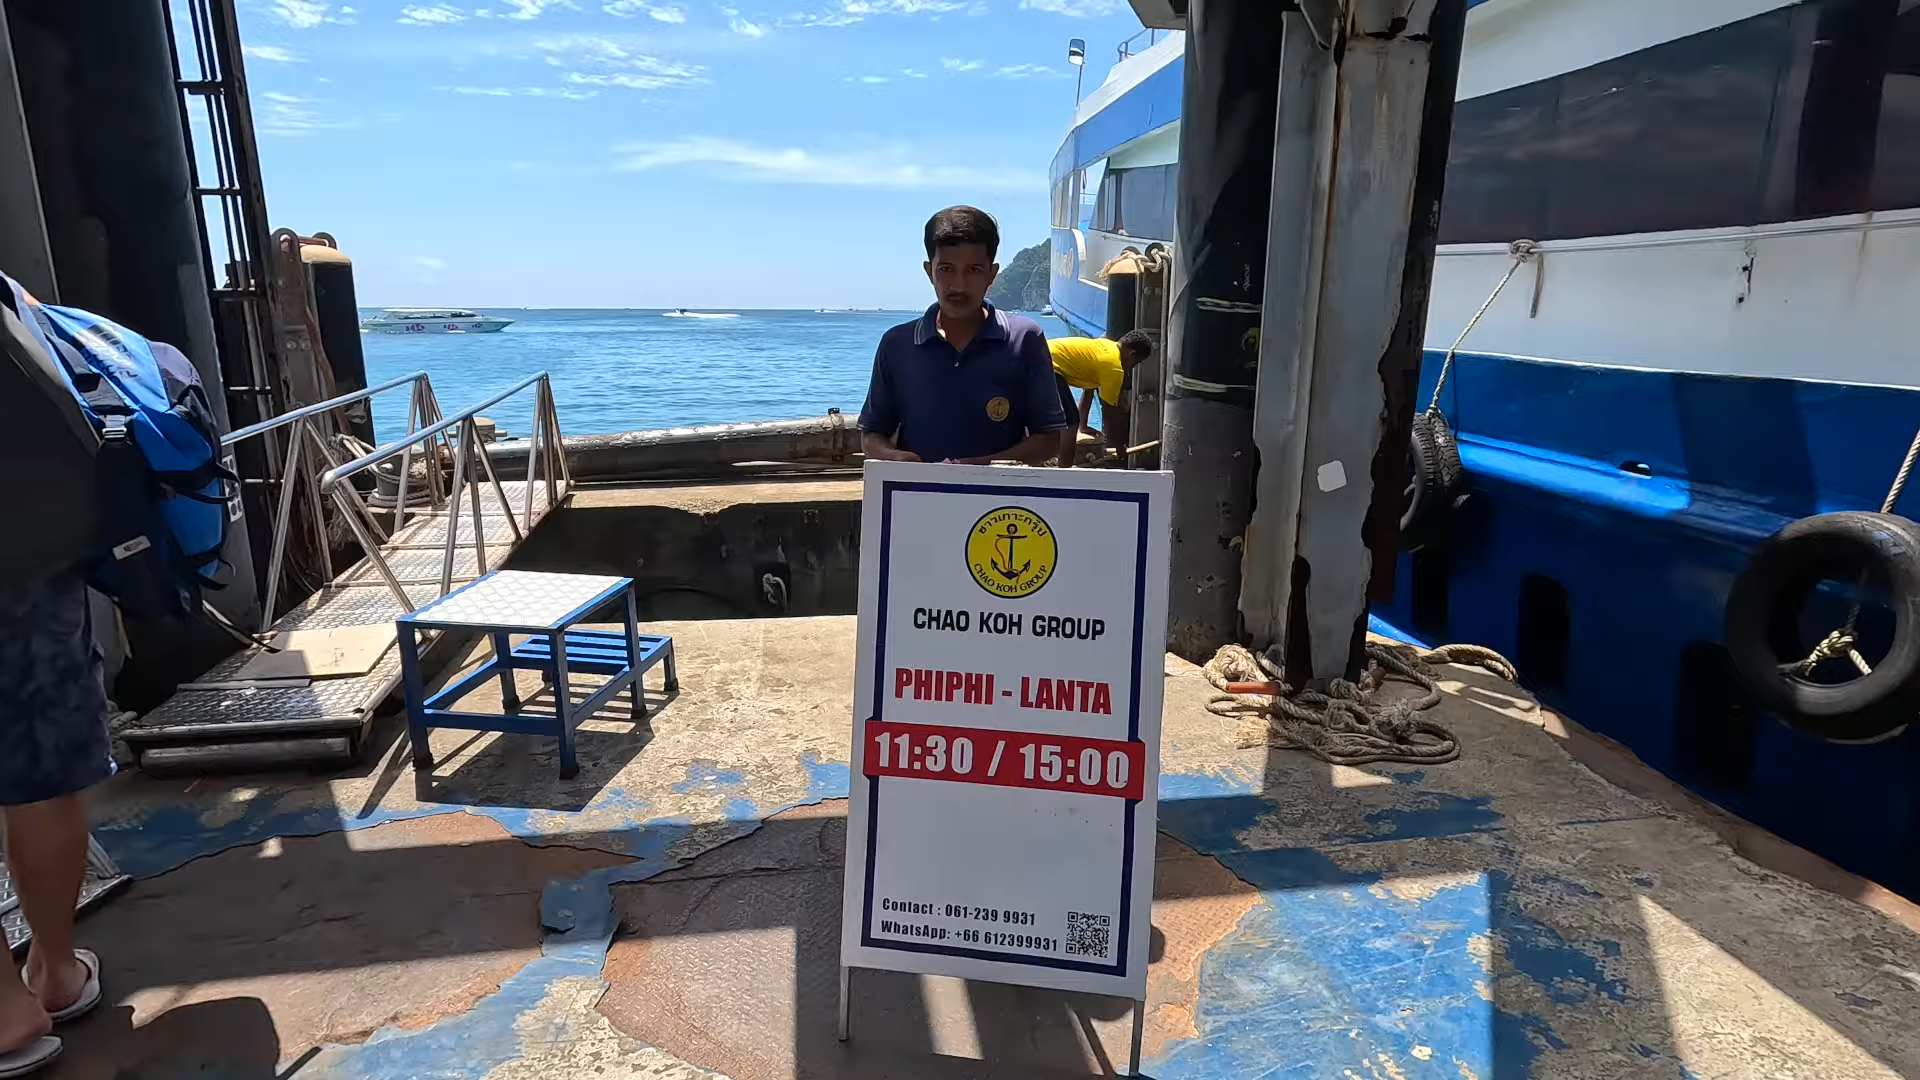 ชาวเกาะกรุ๊ป
CHAO KOH GROUP
CHAO KOH GROUP
PHIPHI - LANTA
11:30 / 15:00
Contact : 061-239 9931
WhatsApp: +66 612399931